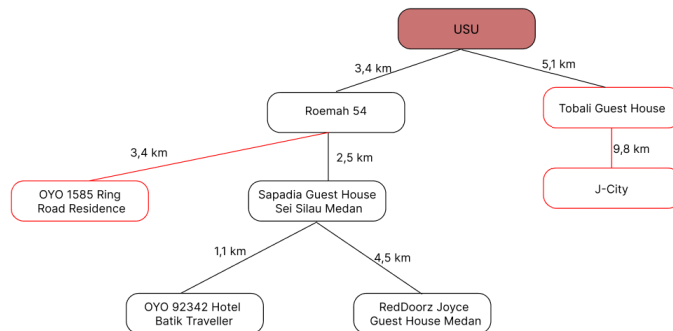 USU
3,4 km
5,1 km
Roemah 54
Tobali Guest House
3,4 km
2,5 km
9,8 km
OYO 1585 Ring
Road Residence
Sapadia Guest House
Sei Silau Medan
J-City
1,1 km
4,5 km
OYO 92342 Hotel
Batik Traveller
RedDoorz Joyce
Guest House Medan